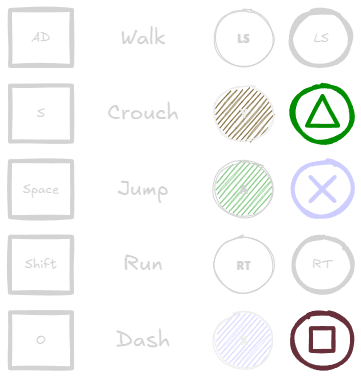 AD Walk LS LS
S Crouch
Space Jump
Shift Run RT RT
O Dash